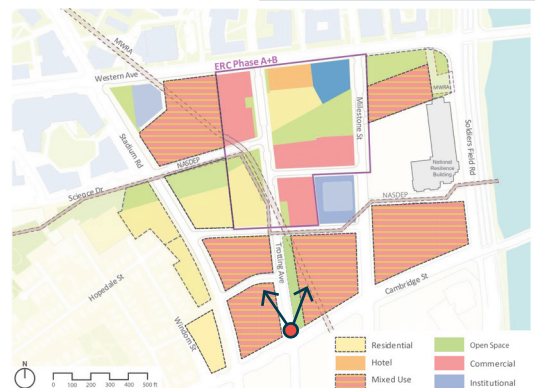 MWRA
ERC Phase A+B
Western Ave
Milestone St
MWRA
Stadium Rd
Soldiers Field Rd
NASDEP
National
Resilience
Building
Science Dr
NASDEP
Hopedale St
Trotting Ave
Cambridge St
Windom St
Residential
Open Space
Hotel
Commercial
Mixed Use
Institutional
N
0 100 200 300 400 500 ft